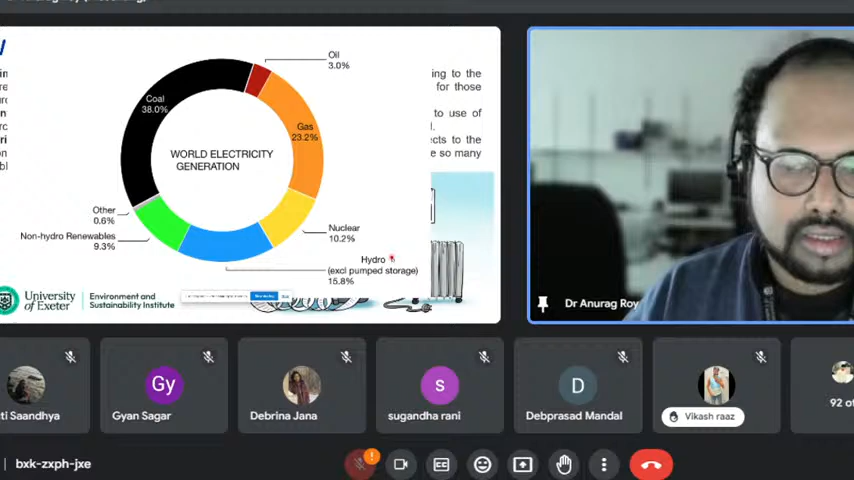 Oil
3.0%
ing to the
Coal
38.0%
for those
to use of
Gas
23.2%
ects to the
WORLD ELECTRICITY
GENERATION
e so many
Other
0.6%
Non-hydro Renewables
9.3%
Nuclear
10.2%
Hydro
(excl pumped storage)
15.8%
University
of Exeter
Environment and
Sustainability Institute
Dr Anurag Roy
ti Saandhya
Gy
Gyan Sagar
Debrina Jana
s
sugandha rani
D
Debprasad Mandal
Vikash raaz
92 ot
bxk-zxph-jxe
CC